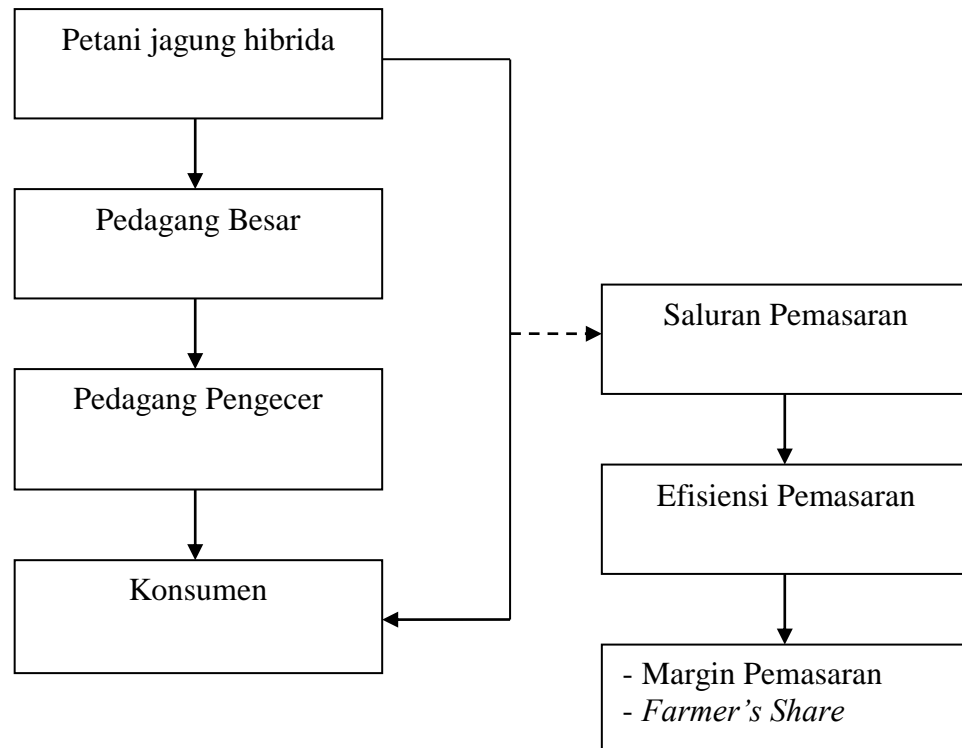 Petani jagung hibrida
Pedagang Besar
Pedagang Pengecer
Konsumen
Saluran Pemasaran
Efisiensi Pemasaran
- Margin Pemasaran
- Farmer’s Share